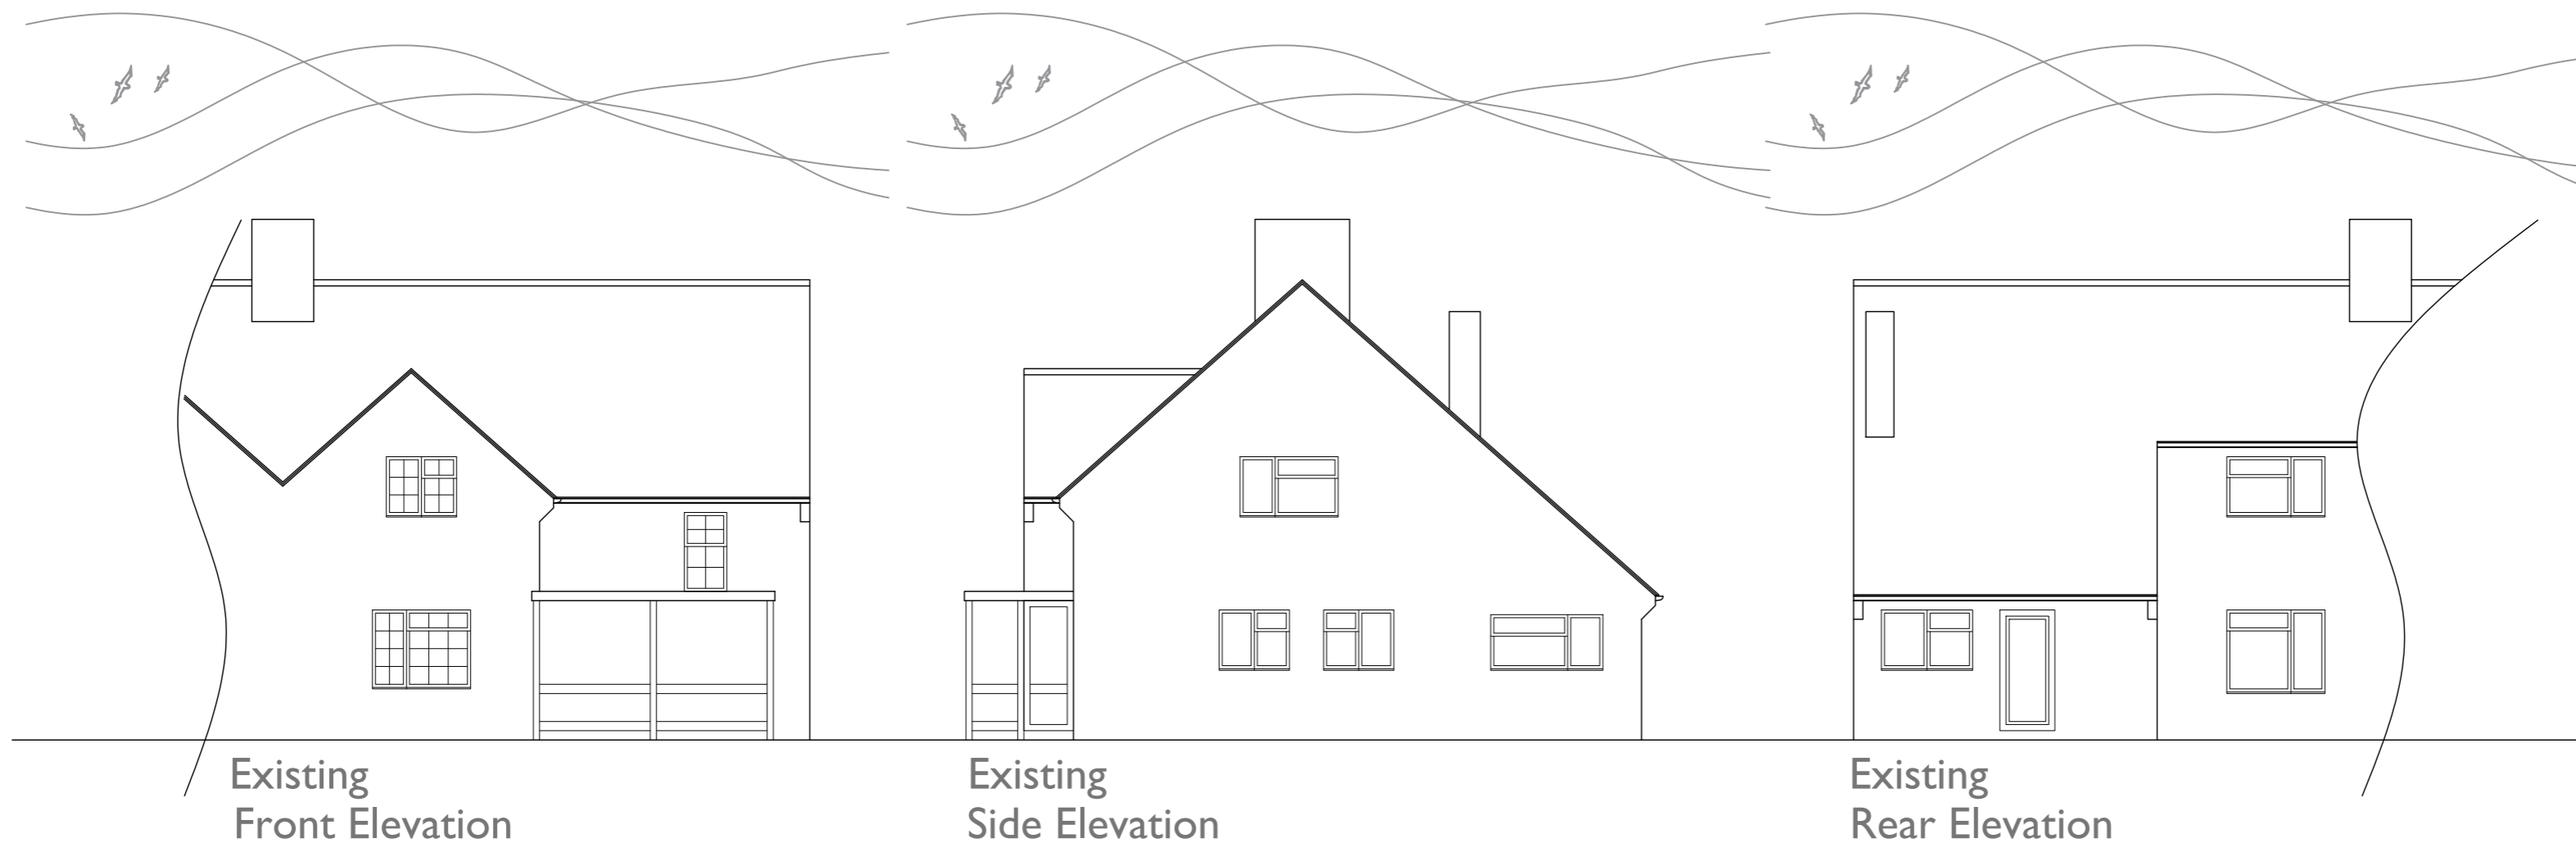 Existing
Front Elevation
Existing
Side Elevation
Existing
Rear Elevation